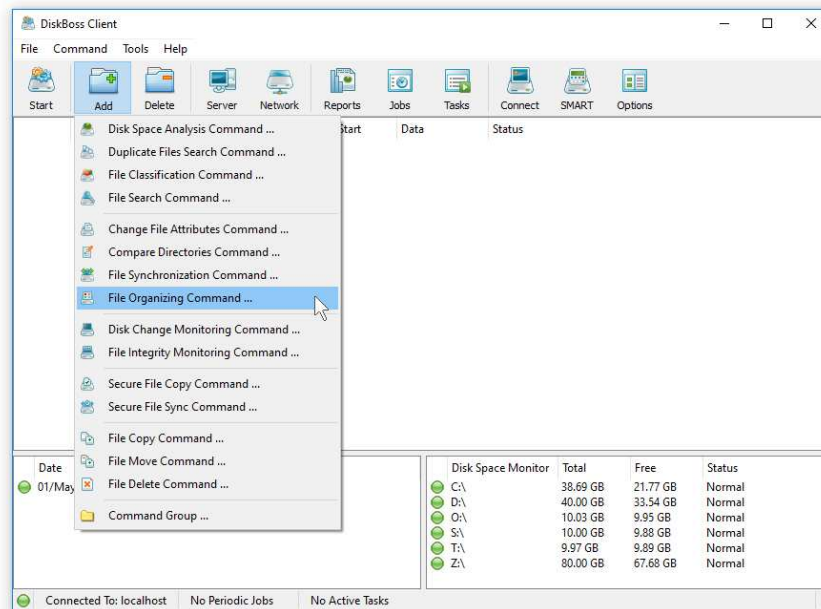 DiskBoss Client
File Command Tools Help
Start Add Delete Server Network Reports Jobs Tasks Connect SMART Options
Start Data Status
Disk Space Analysis Command ...
Duplicate Files Search Command ...
File Classification Command ...
File Search Command ...
Change File Attributes Command ...
Compare Directories Command ...
File Synchronization Command ...
File Organizing Command ...
Disk Change Monitoring Command ...
File Integrity Monitoring Command ...
Secure File Copy Command ...
Secure File Sync Command ...
File Copy Command ...
File Move Command ...
File Delete Command ...
Command Group ...
Date
01/May
Disk Space Monitor Total Free Status
C:\ 38.69 GB 21.77 GB Normal
D:\ 40.00 GB 33.54 GB Normal
O:\ 10.03 GB 9.95 GB Normal
S:\ 10.00 GB 9.88 GB Normal
T:\ 9.97 GB 9.89 GB Normal
Z:\ 80.00 GB 67.68 GB Normal
Connected To: localhost No Periodic Jobs No Active Tasks